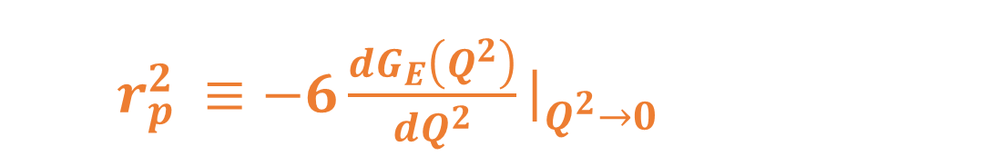 r_p^2 ≡ −6 dG_E(Q^2)/dQ^2 |_{Q^2→0}